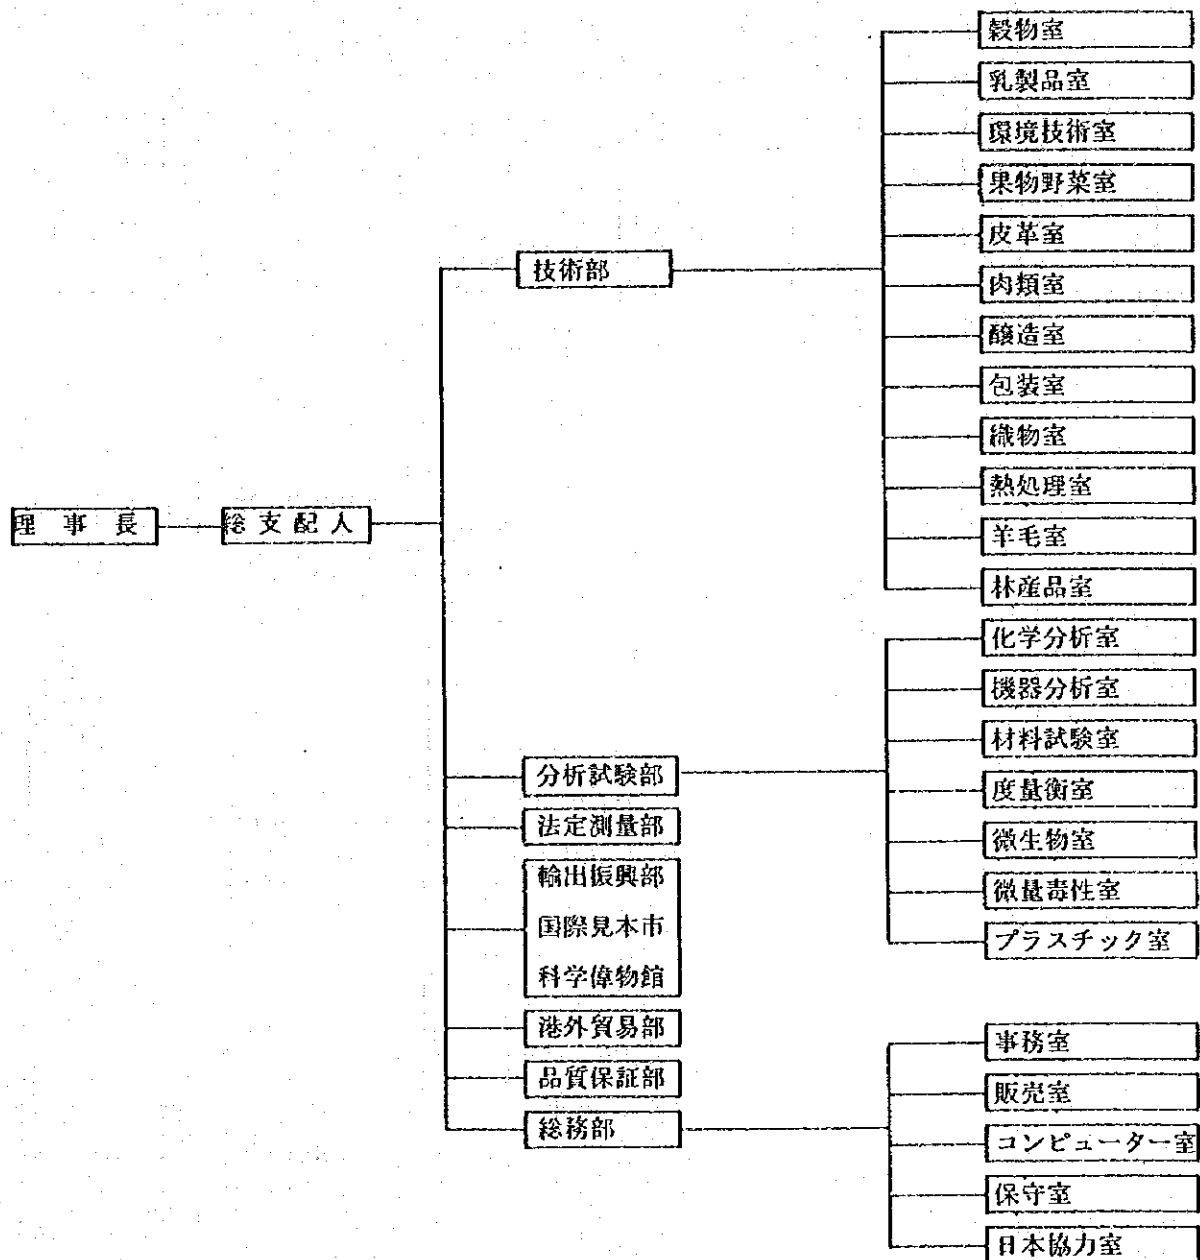 理事長
総支配人
技術部
穀物室
乳製品室
環境技術室
果物野菜室
皮革室
肉類室
醸造室
包装室
織物室
熱処理室
羊毛室
林産品室
分析試験部
化学分析室
機器分析室
材料試験室
度量衡室
微生物室
微量毒性室
プラスチック室
法定測量部
輸出振興部
国際見本市
科学偉物館
港外貿易部
品質保証部
総務部
事務室
販売室
コンピューター室
保守室
日本協力室